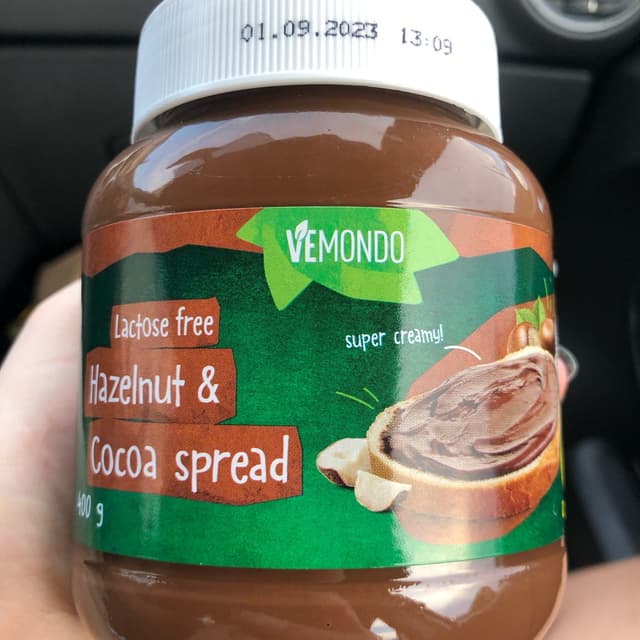 01.09.2023 13:09
VEMONDO
Lactose free
Hazelnut &
Cocoa spread
super creamy!
400 g